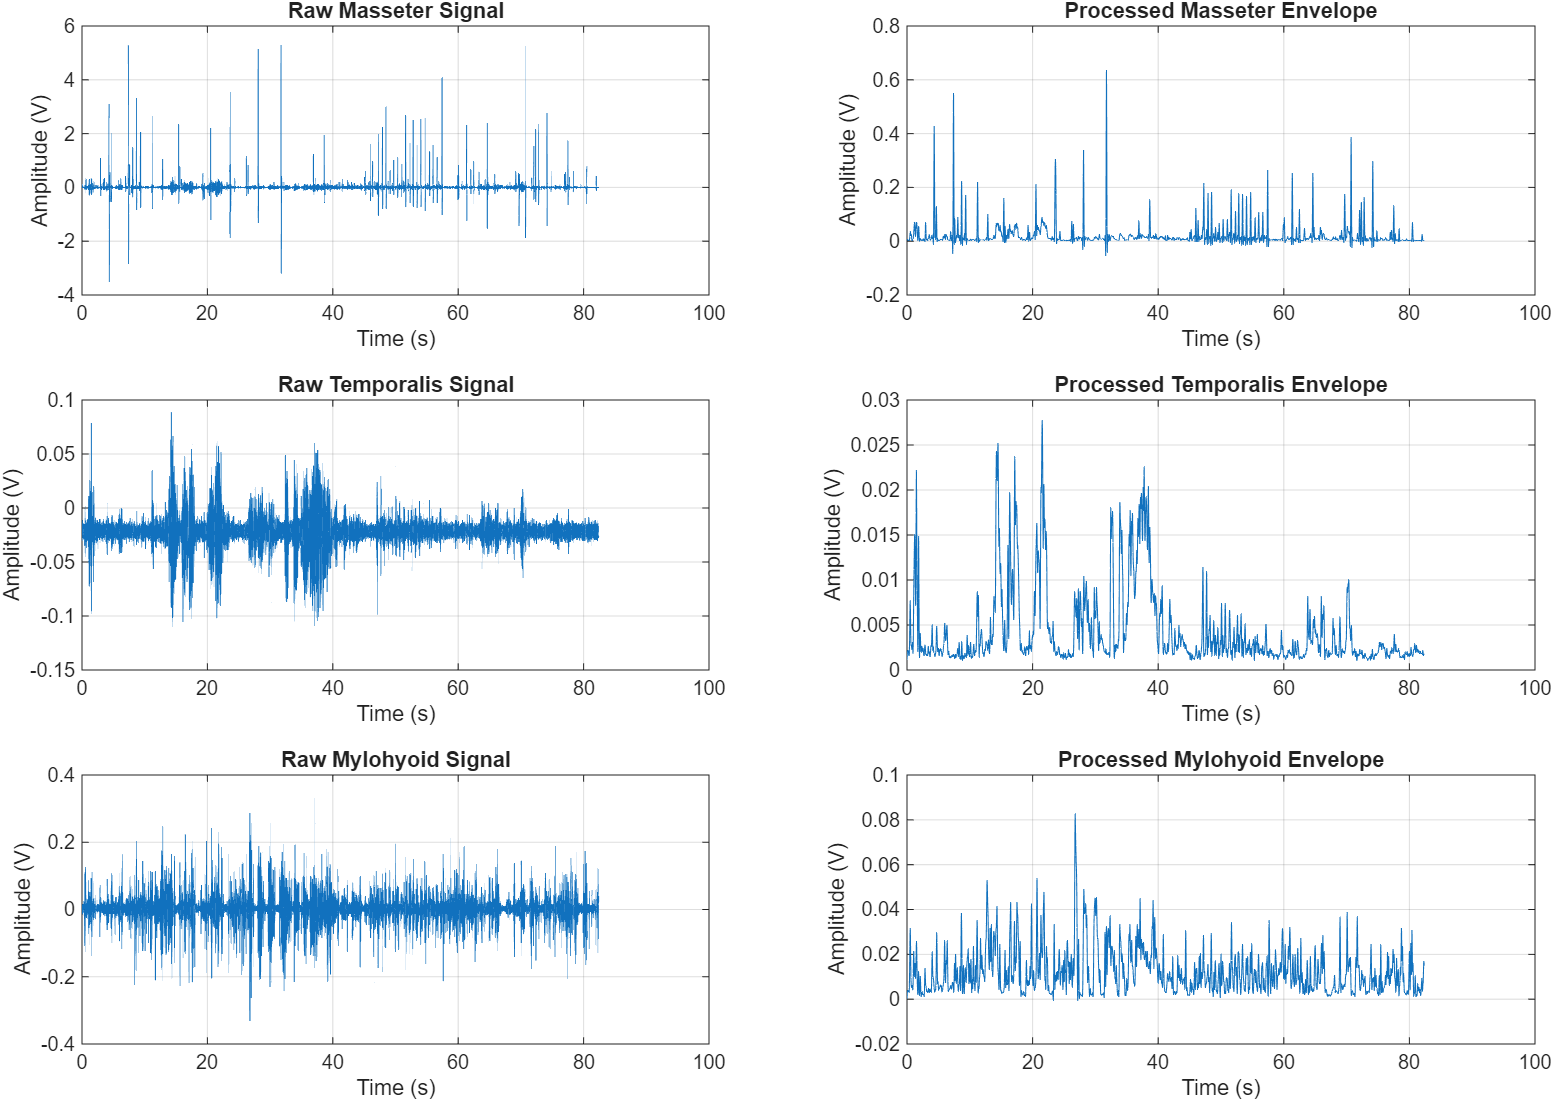 Raw Masseter Signal
Amplitude (V)
6
4
2
0
-2
-4
0 20 40 60 80 100
Time (s)
Processed Masseter Envelope
Amplitude (V)
0.8
0.6
0.4
0.2
0
-0.2
0 20 40 60 80 100
Time (s)
Raw Temporalis Signal
Amplitude (V)
0.1
0.05
0
-0.05
-0.1
-0.15
0 20 40 60 80 100
Time (s)
Processed Temporalis Envelope
Amplitude (V)
0.03
0.025
0.02
0.015
0.01
0.005
0
0 20 40 60 80 100
Time (s)
Raw Mylohyoid Signal
Amplitude (V)
0.4
0.2
0
-0.2
-0.4
0 20 40 60 80 100
Time (s)
Processed Mylohyoid Envelope
Amplitude (V)
0.1
0.08
0.06
0.04
0.02
0
-0.02
0 20 40 60 80 100
Time (s)